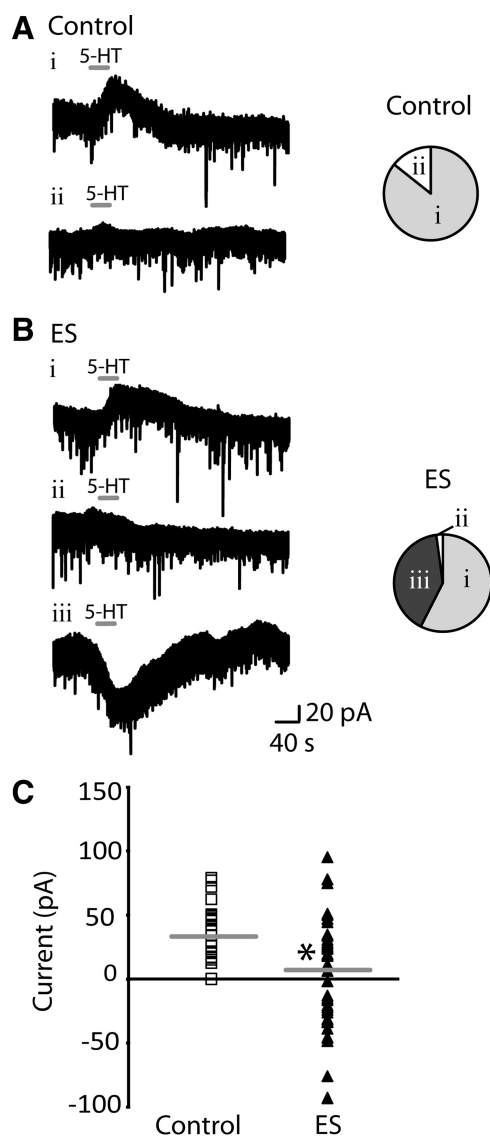 A Control
i 5-HT
ii 5-HT
Control
ii
i
B ES
i 5-HT
ii 5-HT
iii 5-HT
20 pA
40 s
ES
ii
iii i
C
Current (pA)
150
100
50
0
-50
-100
*
Control ES